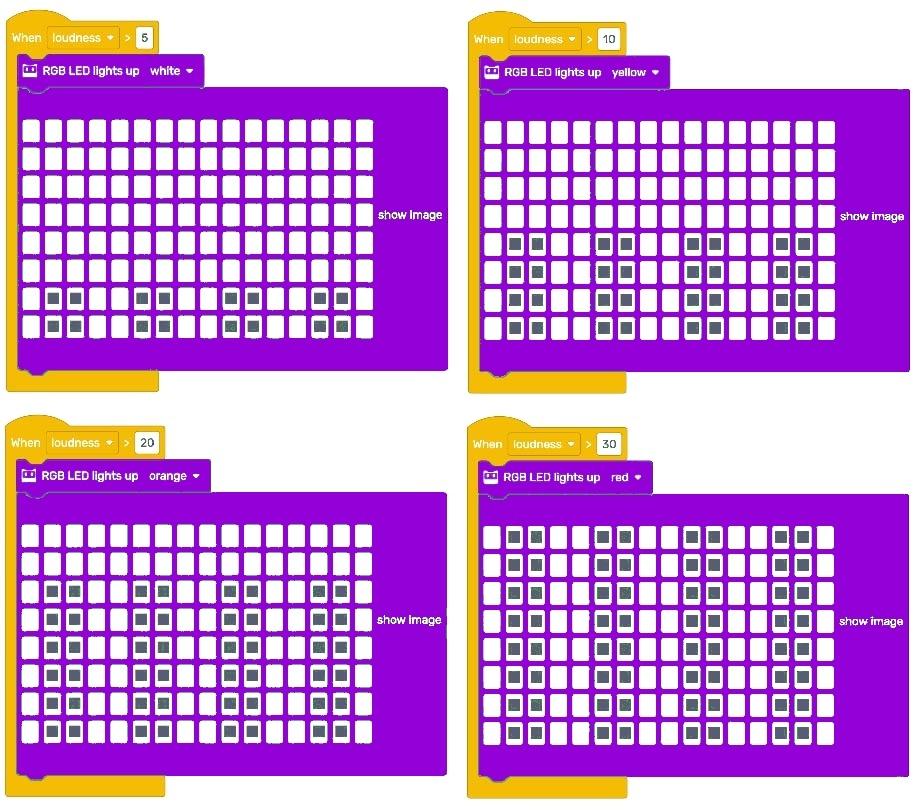 When loudness > 5
RGB LED lights up white
show image
When loudness > 10
RGB LED lights up yellow
show image
When loudness > 20
RGB LED lights up orange
show image
When loudness > 30
RGB LED lights up red
show image